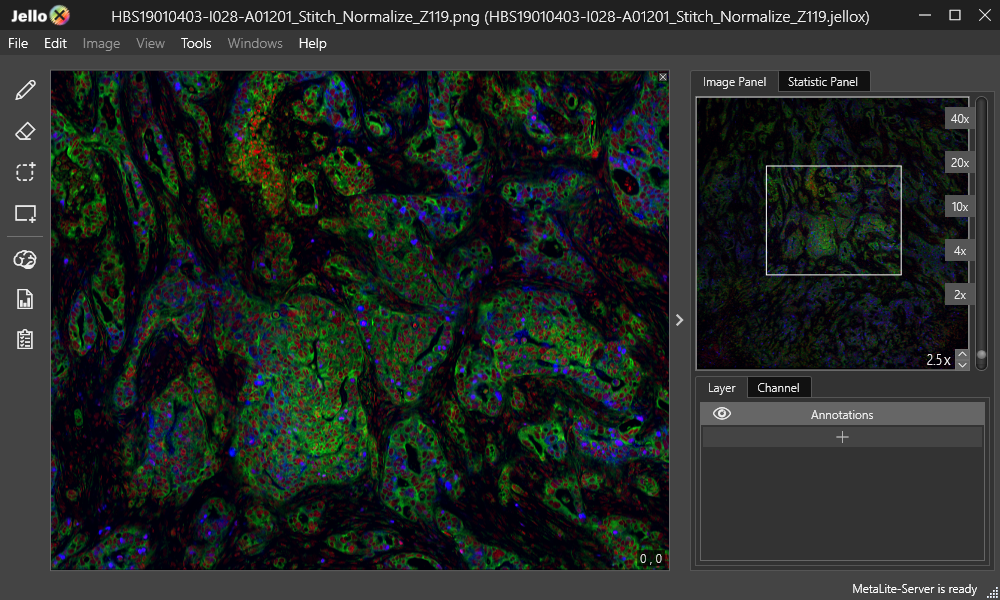 Jello X HBS19010403-I028-A01201_Stitch_Normalize_Z119.png (HBS19010403-I028-A01201_Stitch_Normalize_Z119.jellox)
File Edit Image View Tools Windows Help
Image Panel Statistic Panel
40x
20x
10x
4x
2x
2.5x
Layer Channel
Annotations
+
0 , 0
MetaLite-Server is ready